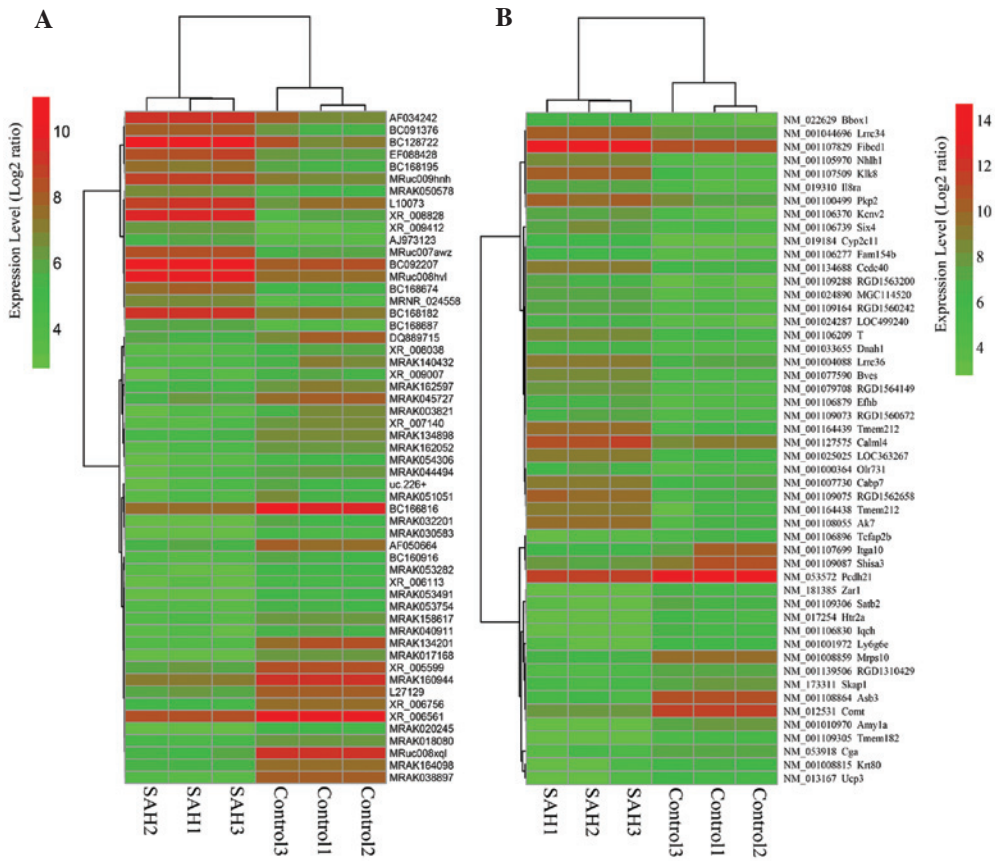 A
B
Expression Level (Log2 ratio)
10
8
6
4
AF034242
BC091376
BC128722
EF088428
BC168195
MRuc009hnh
MRAK050578
L10073
XR_008828
XR_009412
AJ973123
MRuc007awz
BC092207
MRuc008hvl
BC168674
MRNR_024558
BC168182
BC168687
DQ889715
XR_008038
MRAK140432
XR_009007
MRAK162597
MRAK045727
MRAK003821
XR_007140
MRAK134898
MRAK162052
MRAK054306
MRAK044494
uc.226+
MRAK051051
BC166816
MRAK032201
MRAK030583
AF050664
BC160916
MRAK053282
XR_006113
MRAK053491
MRAK053754
MRAK158617
MRAK040911
MRAK134201
MRAK017168
XR_005599
MRAK160944
L27129
XR_006756
XR_006561
MRAK020245
MRAK018080
MRuc008xql
MRAK164098
MRAK038897
SAH2
SAH1
SAH3
Control3
Control1
Control2
NM_022629 Bbox1
NM_001044696 Lrrc34
NM_001107829 Fibcd1
NM_001105970 Nhlh1
NM_001107509 Klk8
NM_019310 Il8ra
NM_001100499 Pkp2
NM_001106370 Kcnv2
NM_001106739 Six4
NM_019184 Cyp2c11
NM_001106277 Fam154b
NM_001134688 Ccdc40
NM_001109288 RGD1563200
NM_001024890 MGC114520
NM_001109164 RGD1560242
NM_001024287 LOC499240
NM_001106209 T
NM_001033655 Dnah1
NM_001004088 Lrrc36
NM_001077590 Bves
NM_001079708 RGD1564149
NM_001106879 Efhb
NM_001109073 RGD1560672
NM_001164439 Tmem212
NM_001127575 Calml4
NM_001025025 LOC363267
NM_001000364 Olr731
NM_001007730 Cabp7
NM_001109075 RGD1562658
NM_001164438 Tmem212
NM_001108055 Ak7
NM_001106896 Tcfap2b
NM_001107699 Itga10
NM_001109087 Shisa3
NM_053572 Pcdh21
NM_181385 Zar1
NM_001109306 Satb2
NM_017254 Htr2a
NM_001106830 Iqch
NM_001001972 Ly6g6e
NM_001008859 Mrps10
NM_001139506 RGD1310429
NM_173311 Skap1
NM_001108864 Asb3
NM_012531 Comt
NM_001010970 Amy1a
NM_001109305 Tmem182
NM_053918 Cga
NM_001008815 Krt80
NM_013167 Ucp3
SAH1
SAH2
SAH3
Control3
Control1
Control2
Expression Level (Log2 ratio)
14
12
10
8
6
4